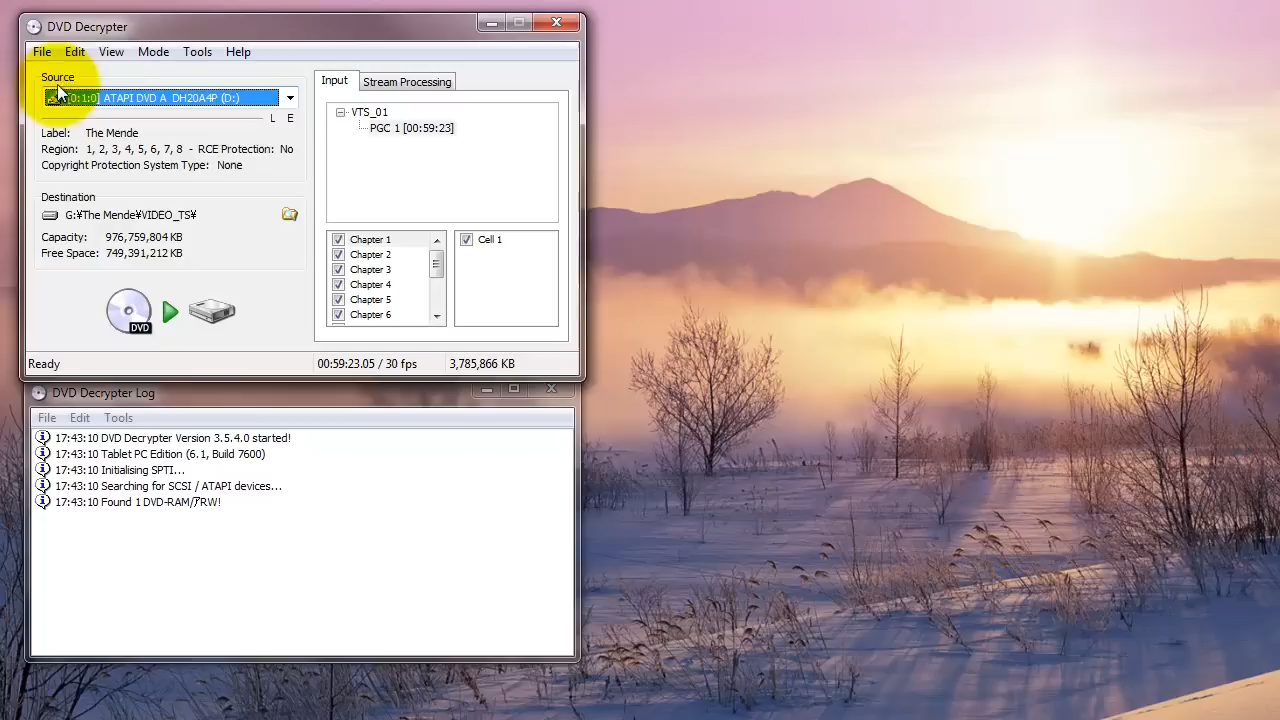 DVD Decrypter
File Edit View Mode Tools Help
Source
[0:1:0] ATAPI DVD A DH20A4P (D:)
L E
Label: The Mende
Region: 1, 2, 3, 4, 5, 6, 7, 8 - RCE Protection: No
Copyright Protection System Type: None
Destination
G:¥The Mende¥VIDEO_TS¥
Capacity: 976,759,804 KB
Free Space: 749,391,212 KB
DVD
Input Stream Processing
VTS_01
PGC 1 [00:59:23]
Chapter 1
Chapter 2
Chapter 3
Chapter 4
Chapter 5
Chapter 6
Cell 1
Ready 00:59:23.05 / 30 fps 3,785,866 KB
DVD Decrypter Log
File Edit Tools
17:43:10 DVD Decrypter Version 3.5.4.0 started!
17:43:10 Tablet PC Edition (6.1, Build 7600)
17:43:10 Initialising SPTI...
17:43:10 Searching for SCSI / ATAPI devices...
17:43:10 Found 1 DVD-RAM/±RW!